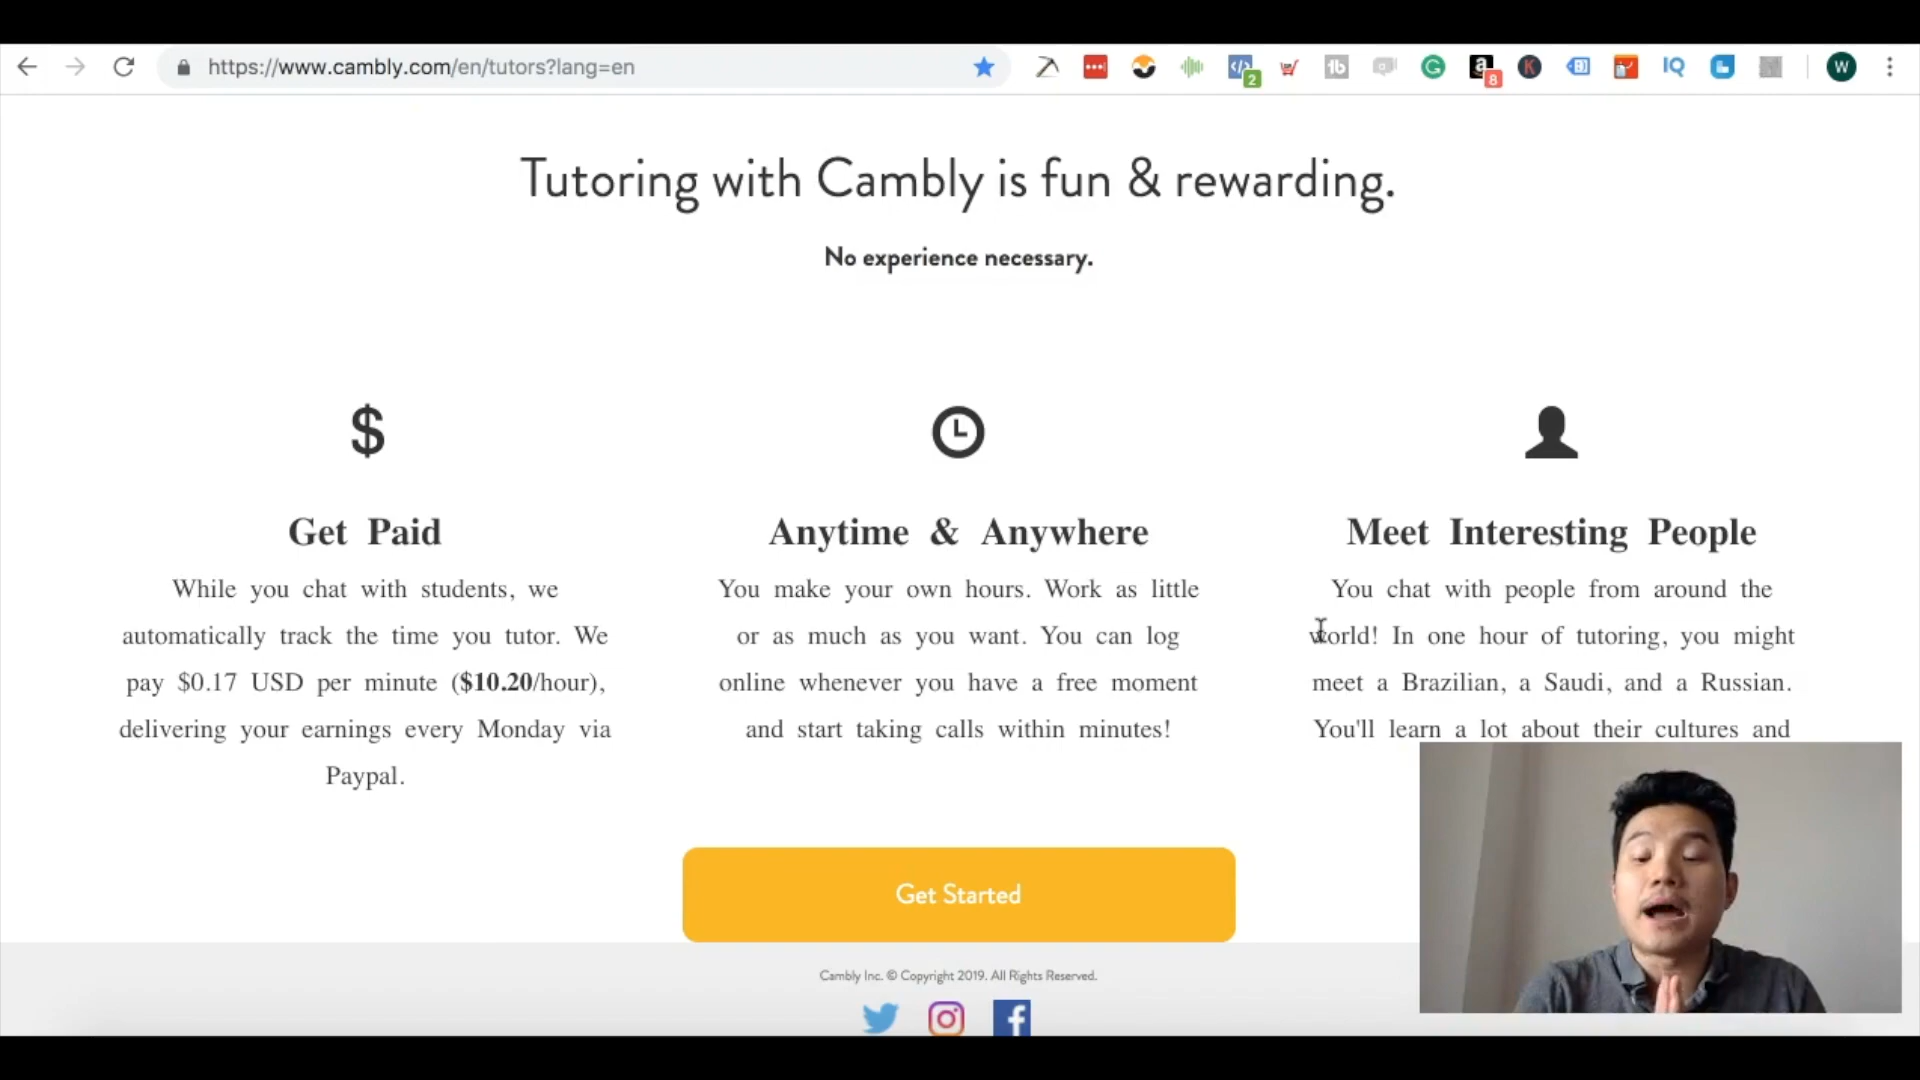 https://www.cambly.com/en/tutors?lang=en
2
tb
G
a
8
K
IQ
W
Tutoring with Cambly is fun & rewarding.
No experience necessary.
$
Get Paid
While you chat with students, we
automatically track the time you tutor. We
pay $0.17 USD per minute ($10.20/hour),
delivering your earnings every Monday via
Paypal.
Anytime & Anywhere
You make your own hours. Work as little
or as much as you want. You can log
online whenever you have a free moment
and start taking calls within minutes!
Meet Interesting People
You chat with people from around the
world! In one hour of tutoring, you might
meet a Brazilian, a Saudi, and a Russian.
You'll learn a lot about their cultures and
Get Started
Cambly Inc. © Copyright 2019. All Rights Reserved.